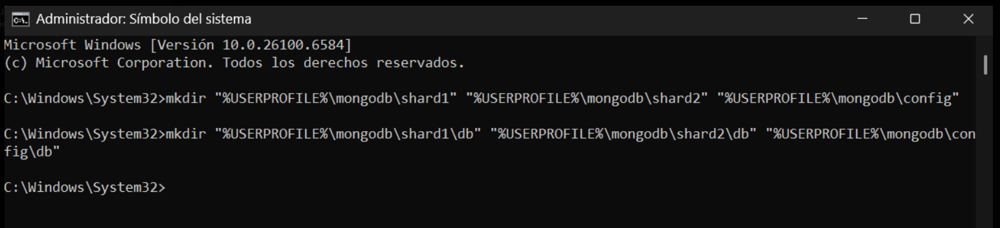 Administrador: Símbolo del sistema
Microsoft Windows [Versión 10.0.26100.6584]
(c) Microsoft Corporation. Todos los derechos reservados.
C:\Windows\System32>mkdir "%USERPROFILE%\mongodb\shard1" "%USERPROFILE%\mongodb\shard2" "%USERPROFILE%\mongodb\config"
C:\Windows\System32>mkdir "%USERPROFILE%\mongodb\shard1\db" "%USERPROFILE%\mongodb\shard2\db" "%USERPROFILE%\mongodb\con
fig\db"
C:\Windows\System32>